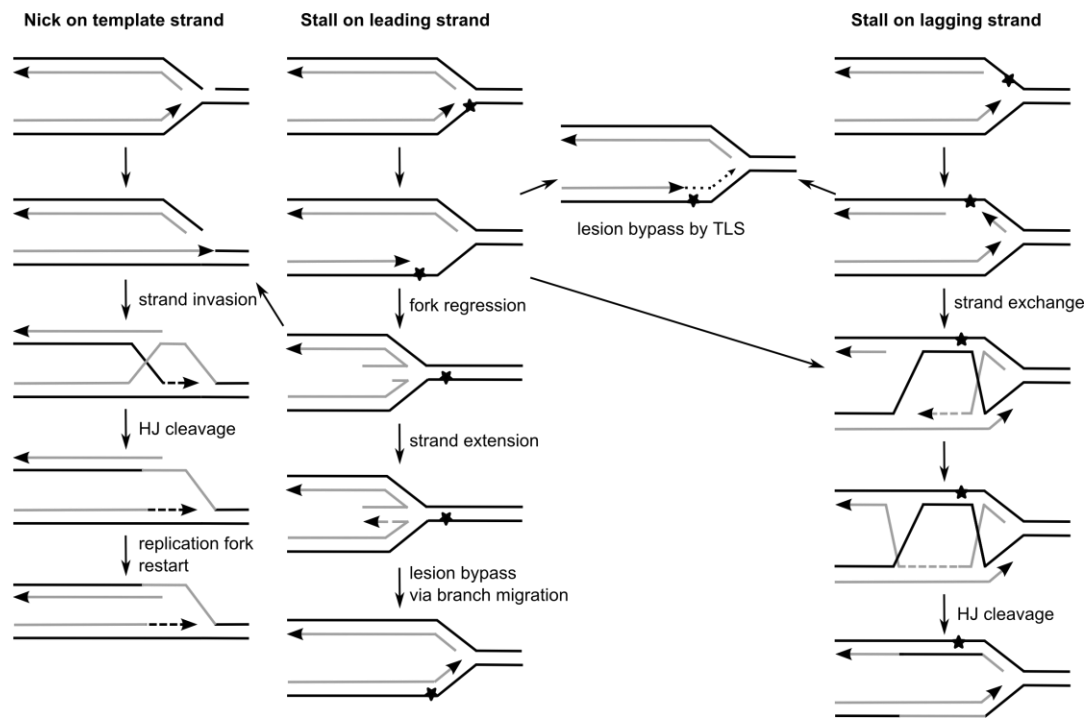 Nick on template strand
Stall on leading strand
Stall on lagging strand
lesion bypass by TLS
strand invasion
fork regression
strand exchange
HJ cleavage
strand extension
replication fork
restart
lesion bypass
via branch migration
HJ cleavage